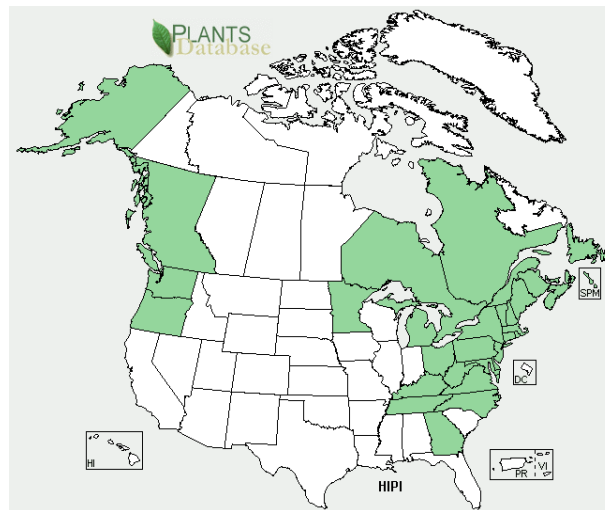 PLANTS
Database
SPM
DC
HI
PR
VI
HIPI